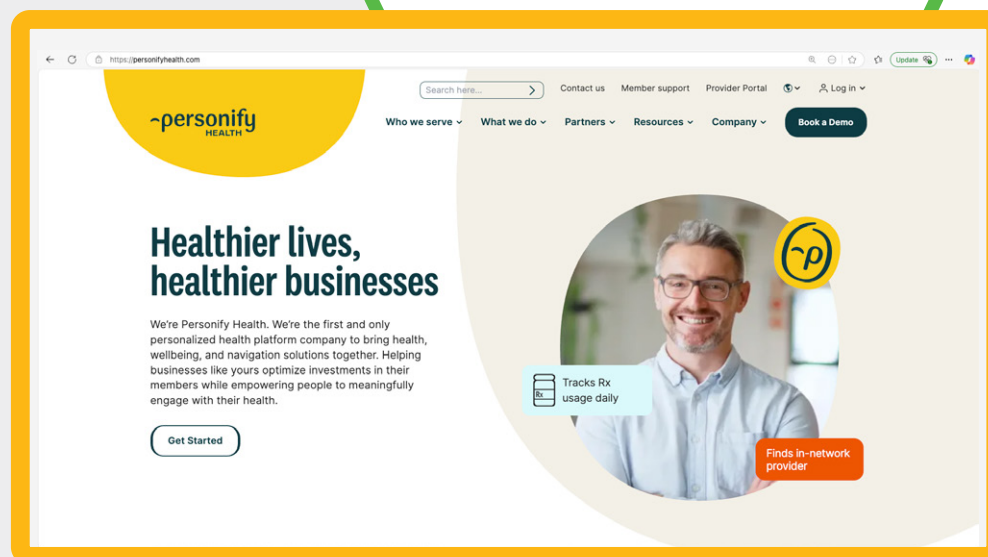 https://personifyhealth.com
Update
Search here...
Contact us
Member support
Provider Portal
Log in
personify
HEALTH
Who we serve
What we do
Partners
Resources
Company
Book a Demo
Healthier lives,
healthier businesses
We're Personify Health. We're the first and only
personalized health platform company to bring health,
wellbeing, and navigation solutions together. Helping
businesses like yours optimize investments in their
members while empowering people to meaningfully
engage with their health.
Get Started
p
Rx
Tracks Rx
usage daily
Finds in-network
provider